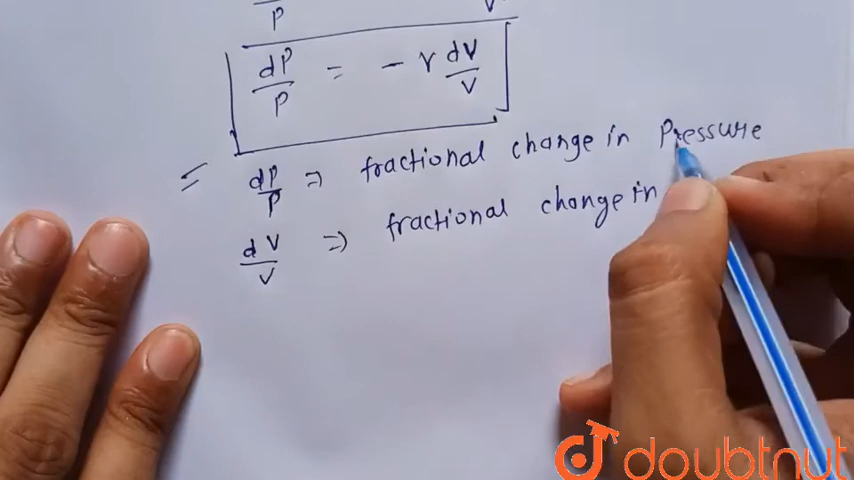 P V
dP/P = - γ dV/V
= dP/P ⇒ fractional change in Pressure
dV/V ⇒ fractional change in
doubtnut